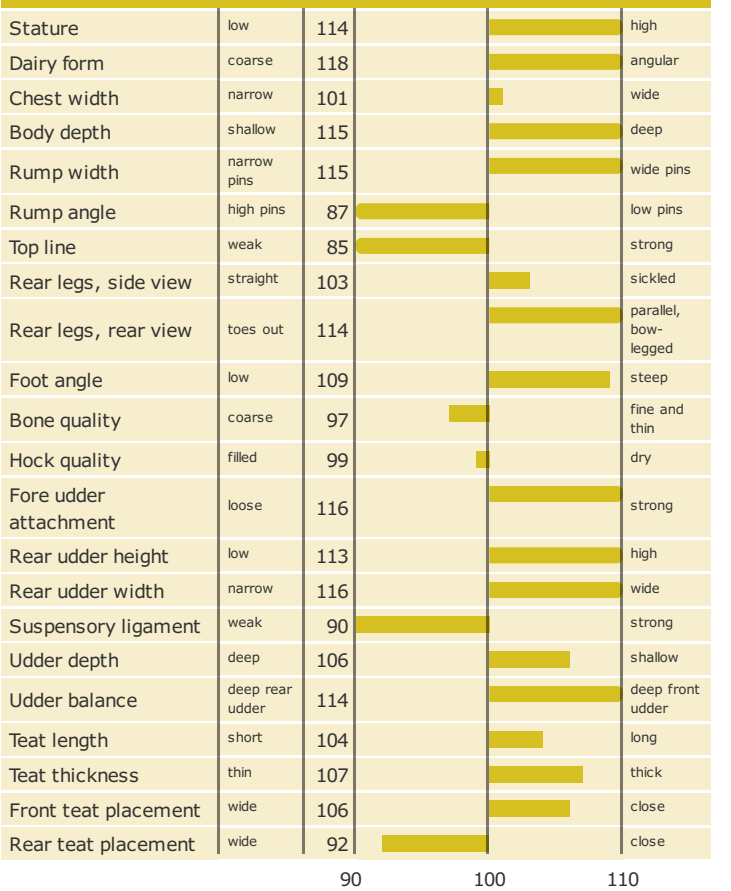 Stature low 114 high
Dairy form coarse 118 angular
Chest width narrow 101 wide
Body depth shallow 115 deep
Rump width narrow pins 115 wide pins
Rump angle high pins 87 low pins
Top line weak 85 strong
Rear legs, side view straight 103 sickled
Rear legs, rear view toes out 114 parallel, bow-legged
Foot angle low 109 steep
Bone quality coarse 97 fine and thin
Hock quality filled 99 dry
Fore udder attachment loose 116 strong
Rear udder height low 113 high
Rear udder width narrow 116 wide
Suspensory ligament weak 90 strong
Udder depth deep 106 shallow
Udder balance deep rear udder 114 deep front udder
Teat length short 104 long
Teat thickness thin 107 thick
Front teat placement wide 106 close
Rear teat placement wide 92 close
90 100 110